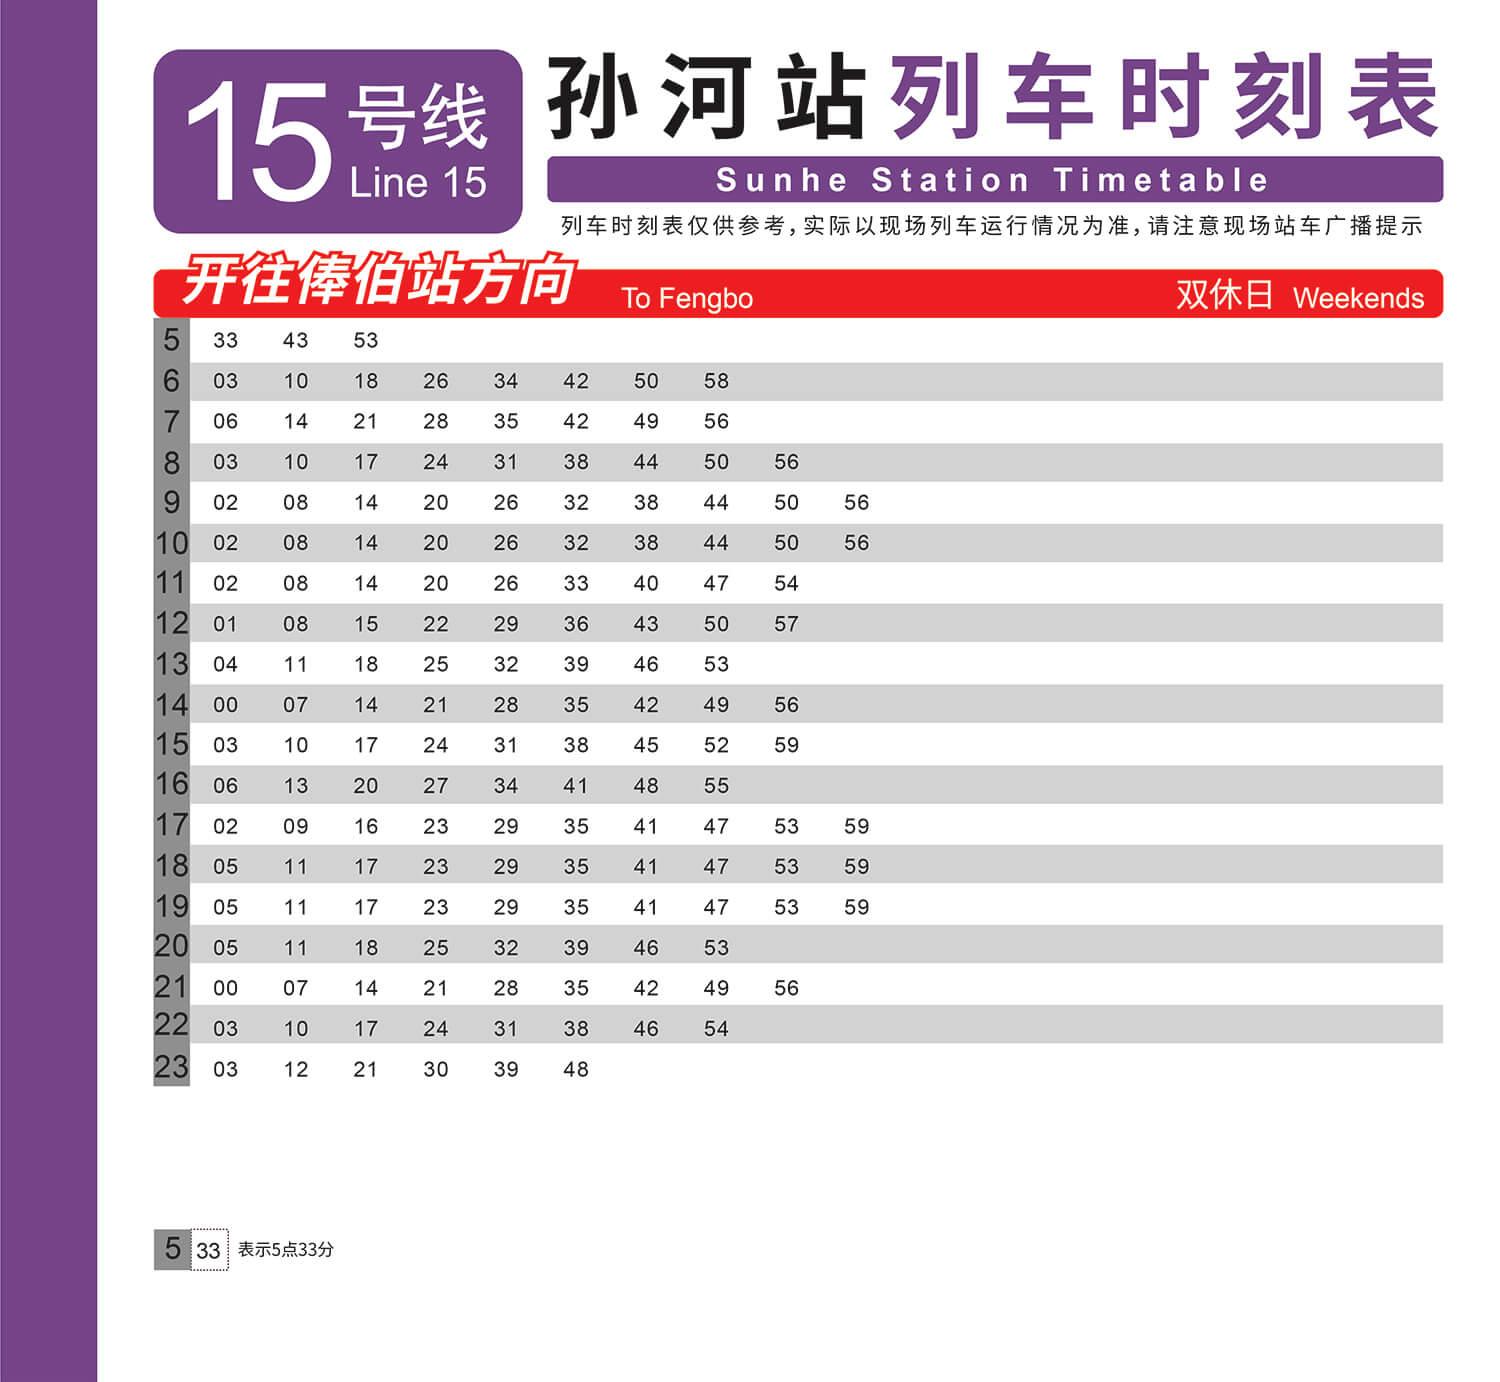 15号线
Line 15
孙河站列车时刻表
Sunhe Station Timetable
列车时刻表仅供参考，实际以现场列车运行情况为准，请注意现场站车广播提示
开往俸伯站方向 To Fengbo 双休日 Weekends
5 33 43 53
6 03 10 18 26 34 42 50 58
7 06 14 21 28 35 42 49 56
8 03 10 17 24 31 38 44 50 56
9 02 08 14 20 26 32 38 44 50 56
10 02 08 14 20 26 32 38 44 50 56
11 02 08 14 20 26 33 40 47 54
12 01 08 15 22 29 36 43 50 57
13 04 11 18 25 32 39 46 53
14 00 07 14 21 28 35 42 49 56
15 03 10 17 24 31 38 45 52 59
16 06 13 20 27 34 41 48 55
17 02 09 16 23 29 35 41 47 53 59
18 05 11 17 23 29 35 41 47 53 59
19 05 11 17 23 29 35 41 47 53 59
20 05 11 18 25 32 39 46 53
21 00 07 14 21 28 35 42 49 56
22 03 10 17 24 31 38 46 54
23 03 12 21 30 39 48
5 33 表示5点33分